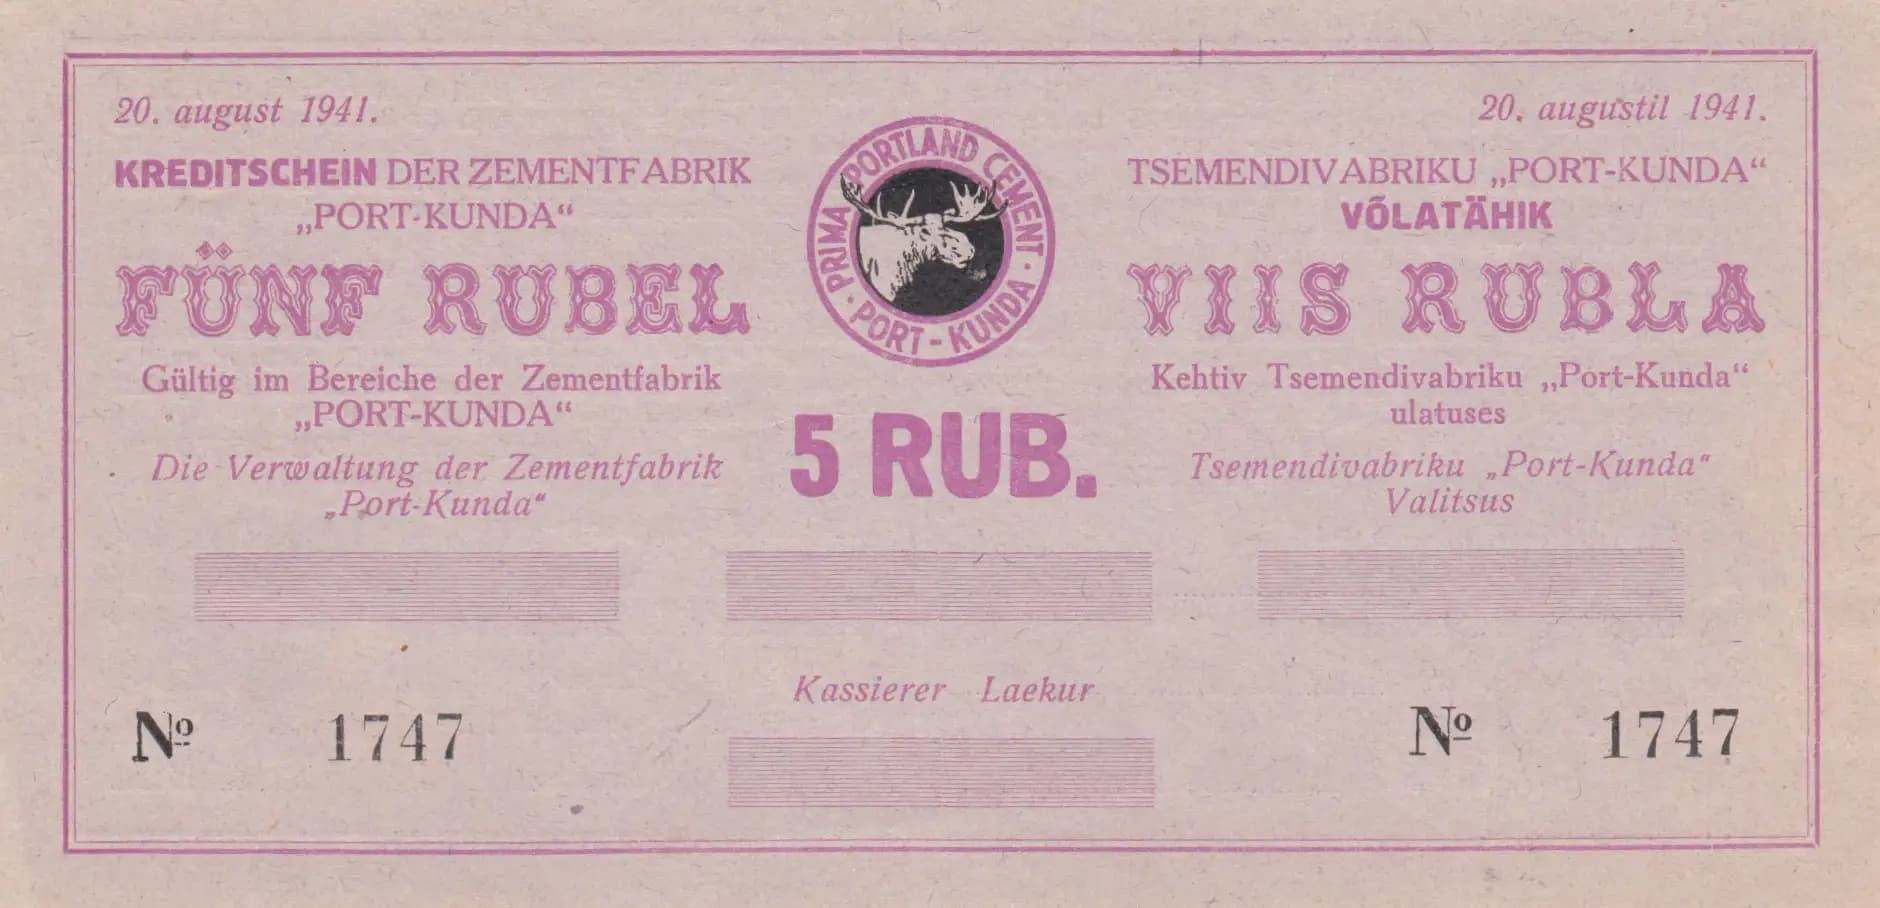 20. august 1941.
KREDITSCHEIN DER ZEMENTFABRIK
„PORT-KUNDA“
FÜNF RUBEL
Gültig im Bereiche der Zementfabrik
„PORT-KUNDA“
Die Verwaltung der Zementfabrik
„Port-Kunda“
PRIMA PORTLAND CEMENT · PORT-KUNDA ·
5 RUB.
20. augustil 1941.
TSEMENDIVABRIKU „PORT-KUNDA“
VÕLATÄHIK
VIIS RUBLA
Kehtiv Tsemendivabriku „Port-Kunda“
ulatuses
Tsemendivabriku „Port-Kunda“
Valitsus
Kassierer Laekur
№ 1747
№ 1747